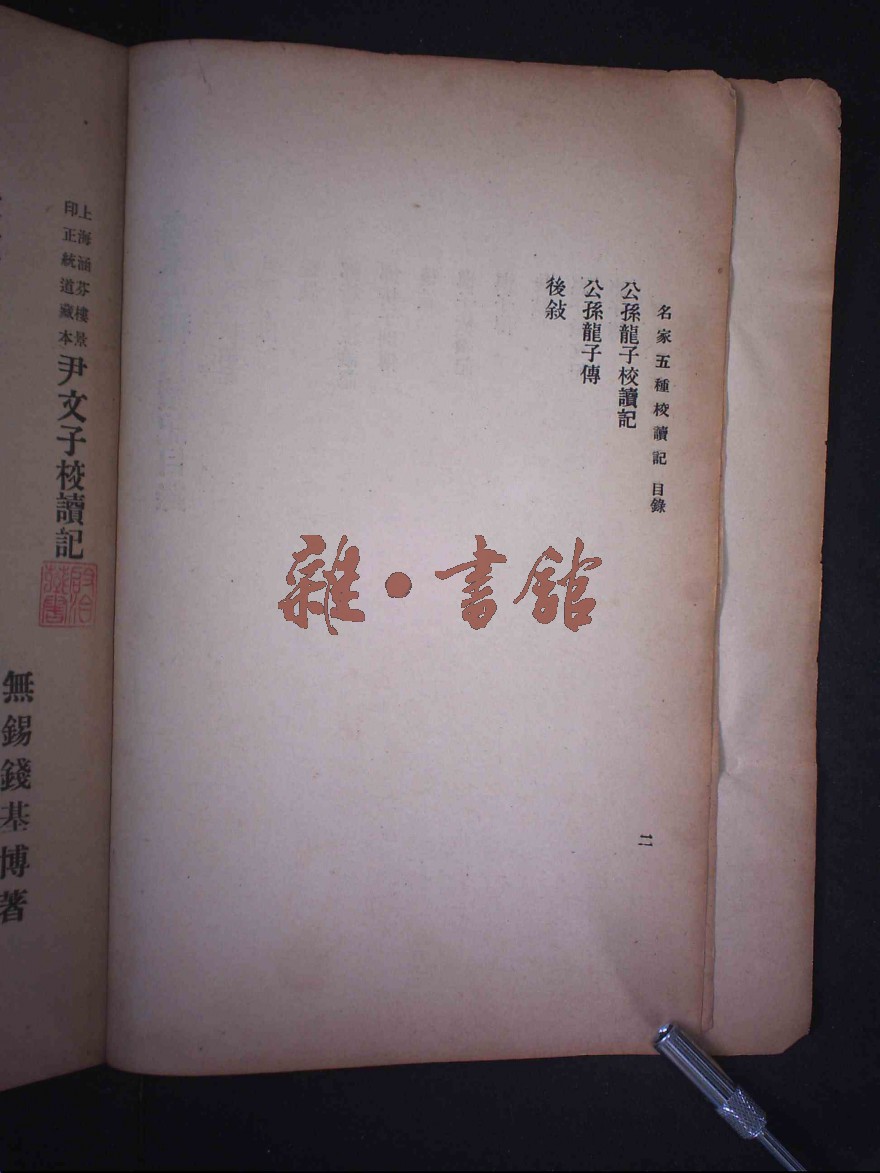 名家五種校讀記 目錄
公孫龍子校讀記
公孫龍子傳
後敍
二
雜·書館
上海涵芬樓景
印正統道藏本
尹文子校讀記
無錫錢基博著